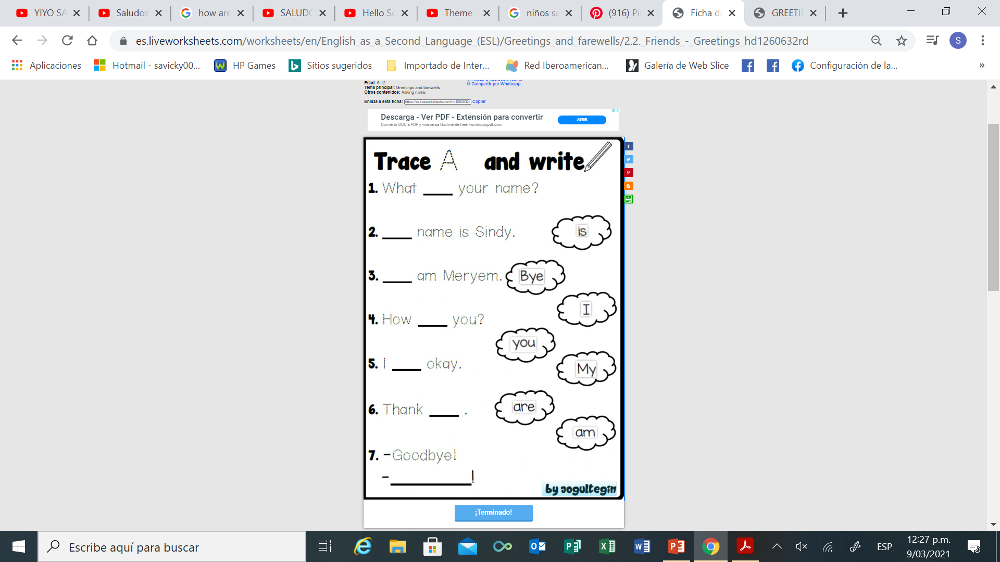 YIYO SA
Saludos
how are
SALUDO
Hello So
Theme
niños sa
(916) Pi
Ficha de
GREETIN
es.liveworksheets.com/worksheets/en/English_as_a_Second_Language_(ESL)/Greetings_and_farewells/2.2._Friends_-_Greetings_hd1260632rd
S
Aplicaciones
Hotmail - savicky00...
HP Games
Sitios sugeridos
Importado de Inter...
Red Iberoamerican...
Galería de Web Slice
Configuración de la...
»
Edad: 6-12
Compartir por Whatsapp
Tema principal: Greetings and farewells
Otros contenidos: Asking name
Enlaza a esta ficha: https://es.liveworksheets.com/hd1260632r Copiar
Descarga - Ver PDF - Extensión para convertir
Convertir DOC a PDF y viceversa fácilmente free.fromdoctopdf.com
ABRIR
Trace A and write
1. What ____ your name?
2. ____ name is Sindy.
is
3. ____ am Meryem.
Bye
I
4. How ____ you?
you
5. I ____ okay.
My
6. Thank ____ .
are
am
7. -Goodbye!
-__________!
by aogultegin
¡Terminado!
Escribe aquí para buscar
ESP
12:27 p.m.
9/03/2021